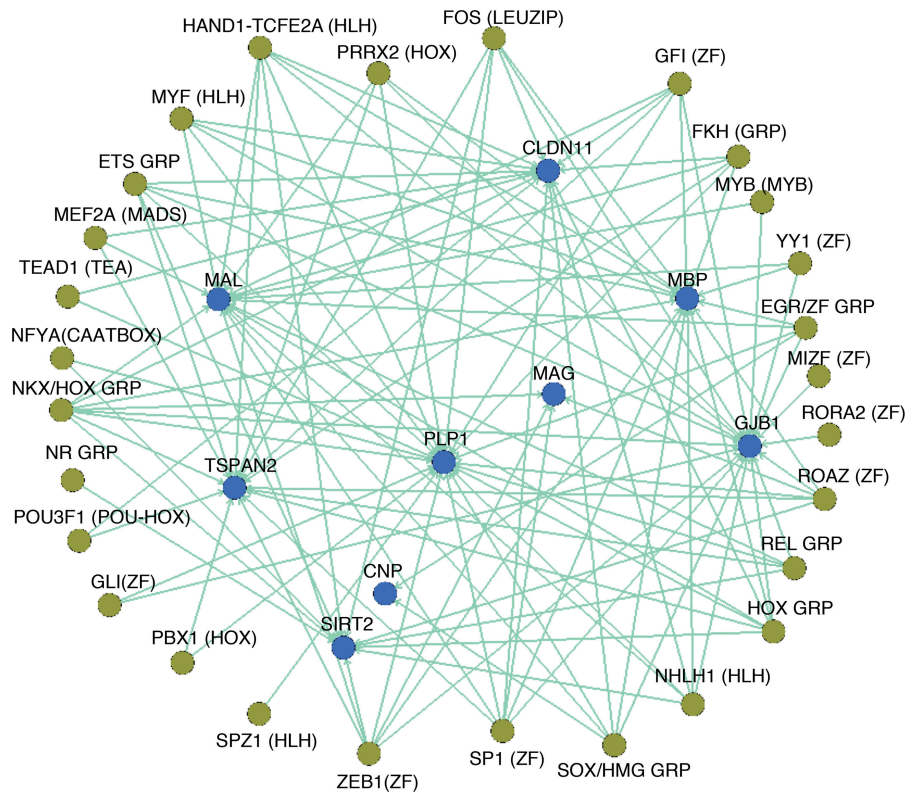 FOS (LEUZIP)
HAND1-TCFE2A (HLH)
PRRX2 (HOX)
GFI (ZF)
MYF (HLH)
FKH (GRP)
CLDN11
ETS GRP
MYB (MYB)
MEF2A (MADS)
YY1 (ZF)
TEAD1 (TEA)
MAL
MBP
EGR/ZF GRP
NFYA(CAATBOX)
MIZF (ZF)
MAG
NKX/HOX GRP
RORA2 (ZF)
GJB1
PLP1
NR GRP
TSPAN2
ROAZ (ZF)
POU3F1 (POU-HOX)
REL GRP
CNP
GLI(ZF)
HOX GRP
SIRT2
PBX1 (HOX)
NHLH1 (HLH)
SPZ1 (HLH)
SP1 (ZF)
SOX/HMG GRP
ZEB1(ZF)